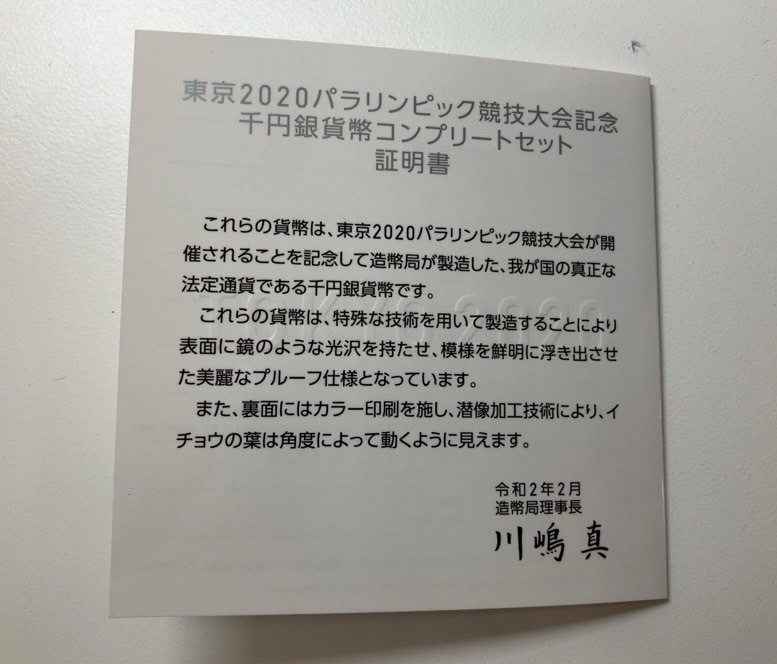 東京2020パラリンピック競技大会記念
千円銀貨幣コンプリートセット
証明書
これらの貨幣は、東京2020パラリンピック競技大会が開
催されることを記念して造幣局が製造した、我が国の真正な
法定通貨である千円銀貨幣です。
これらの貨幣は、特殊な技術を用いて製造することにより
表面に鏡のような光沢を持たせ、模様を鮮明に浮き出させ
た美麗なプルーフ仕様となっています。
また、裏面にはカラー印刷を施し、潜像加工技術により、イ
チョウの葉は角度によって動くように見えます。
TOKYO 2020
令和2年2月
造幣局理事長
川嶋 真